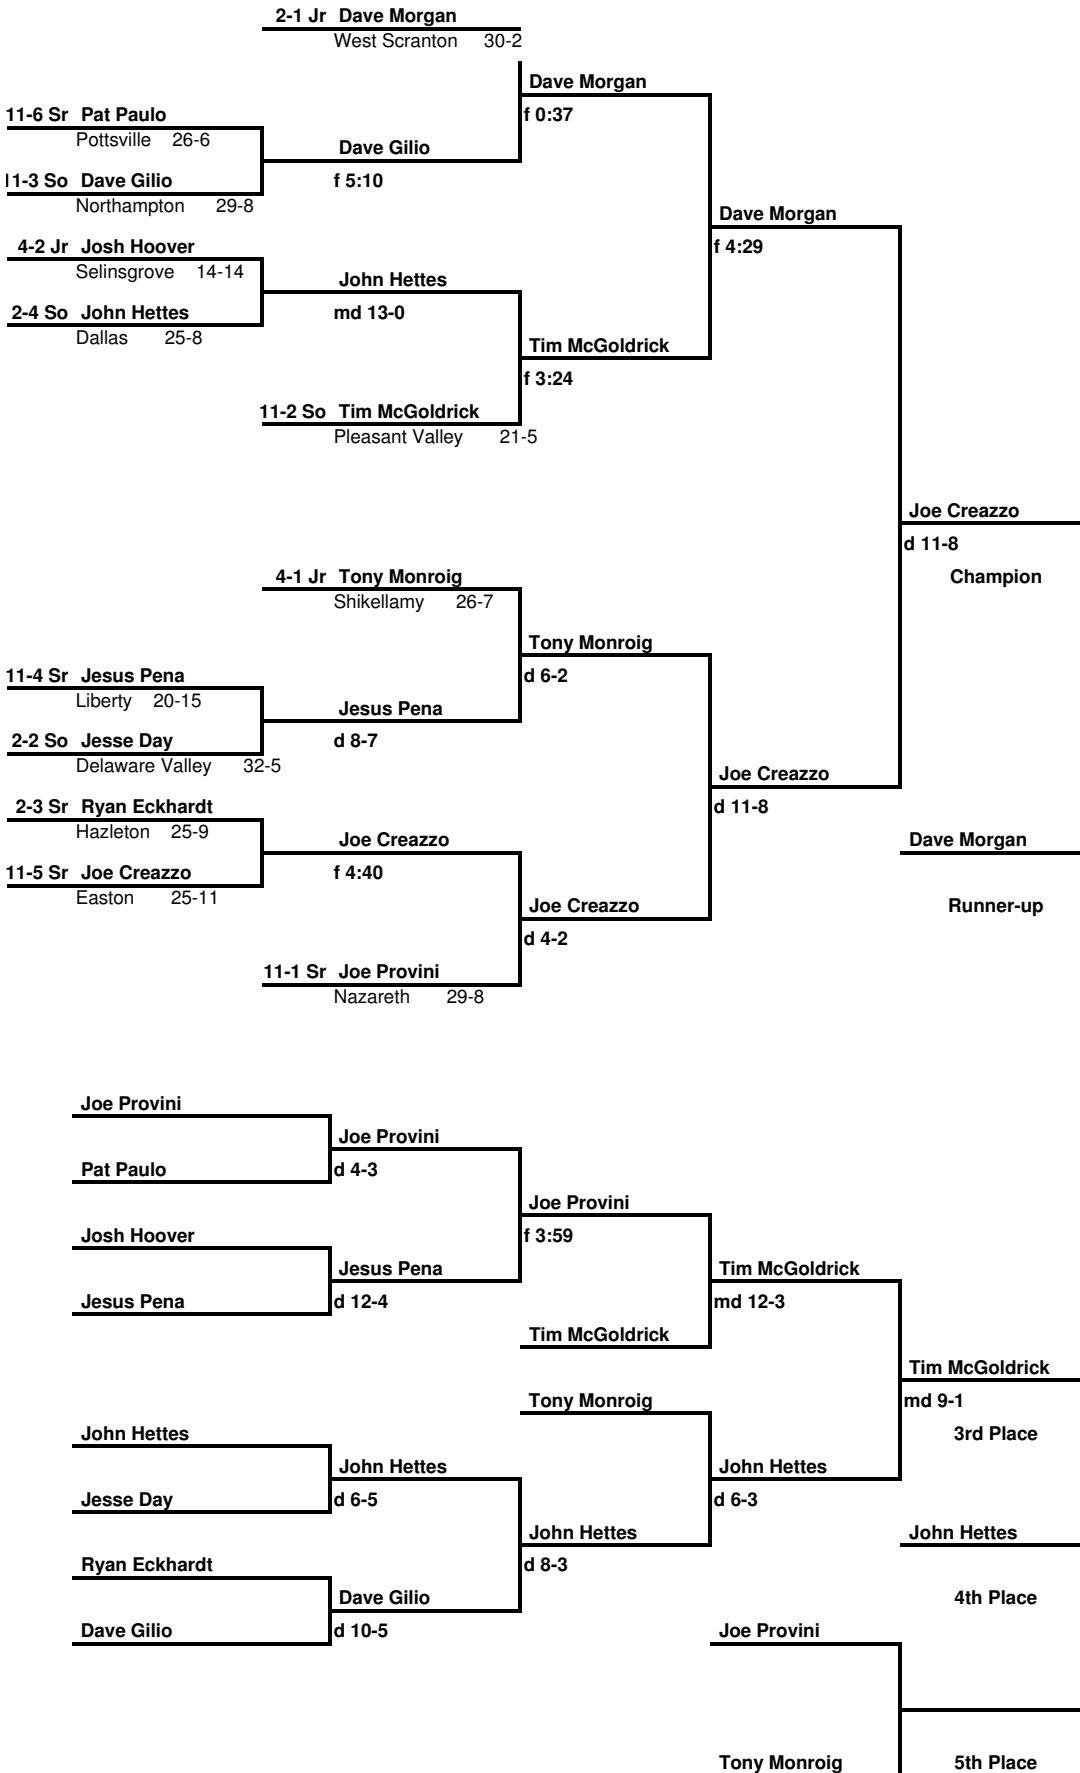 2-1 Jr Dave Morgan
West Scranton 30-2
Dave Morgan
f 0:37
11-6 Sr Pat Paulo
Pottsville 26-6
Dave Gilio
f 5:10
11-3 So Dave Gilio
Northampton 29-8
Dave Morgan
f 4:29
4-2 Jr Josh Hoover
Selinsgrove 14-14
John Hettes
md 13-0
2-4 So John Hettes
Dallas 25-8
Tim McGoldrick
f 3:24
11-2 So Tim McGoldrick
Pleasant Valley 21-5
Joe Creazzo
d 11-8
Champion
4-1 Jr Tony Monroig
Shikellamy 26-7
Tony Monroig
d 6-2
11-4 Sr Jesus Pena
Liberty 20-15
Jesus Pena
d 8-7
2-2 So Jesse Day
Delaware Valley 32-5
Joe Creazzo
d 11-8
2-3 Sr Ryan Eckhardt
Hazleton 25-9
Joe Creazzo
f 4:40
11-5 Sr Joe Creazzo
Easton 25-11
Dave Morgan
Runner-up
Joe Creazzo
d 4-2
11-1 Sr Joe Provini
Nazareth 29-8
Joe Provini
Joe Provini
d 4-3
Pat Paulo
Joe Provini
f 3:59
Josh Hoover
Jesus Pena
d 12-4
Jesus Pena
Tim McGoldrick
md 12-3
Tim McGoldrick
Tim McGoldrick
md 9-1
3rd Place
Tony Monroig
John Hettes
John Hettes
d 6-5
Jesse Day
John Hettes
d 6-3
John Hettes
d 8-3
John Hettes
4th Place
Ryan Eckhardt
Dave Gilio
d 10-5
Dave Gilio
Joe Provini
Tony Monroig
5th Place